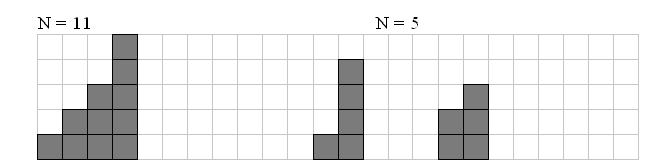 N = 11 N = 5